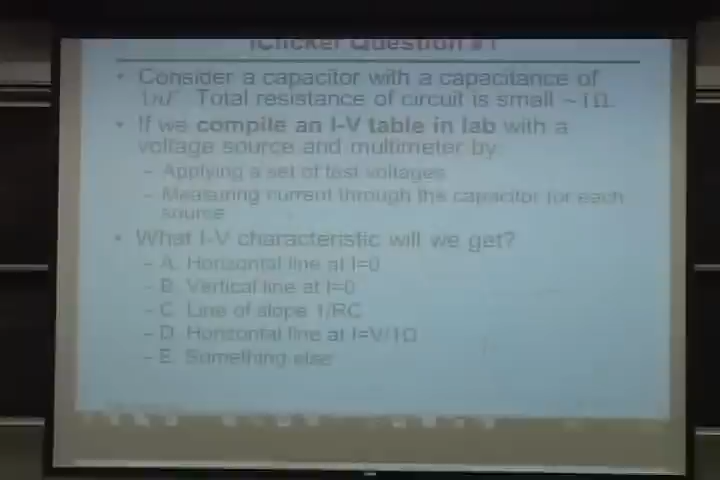 iClicker Question #1
• Consider a capacitor with a capacitance of
Total resistance of circuit is small ~1Ω.
• If we compile an I-V table in lab with a
voltage source and multimeter by:
– Applying a set of test voltages
– Measuring current through the capacitor for each
source
• What I-V characteristic will we get?
– A. Horizontal line at I=0
– B. Vertical line at I=0
– C. Line of slope 1/RC
– D. Horizontal line at I=V/1Ω
– E. Something else